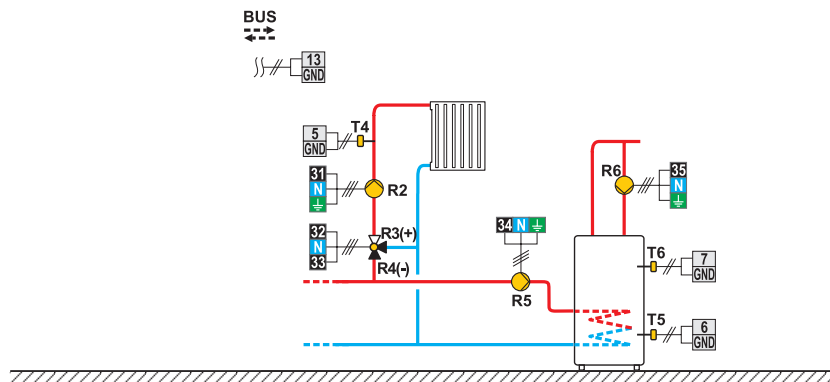 BUS
13
GND
T4
5
GND
31
N
R2
R6
35
N
34 N
32
N
33
R3(+)
R4(-)
T6
7
GND
R5
T5
6
GND